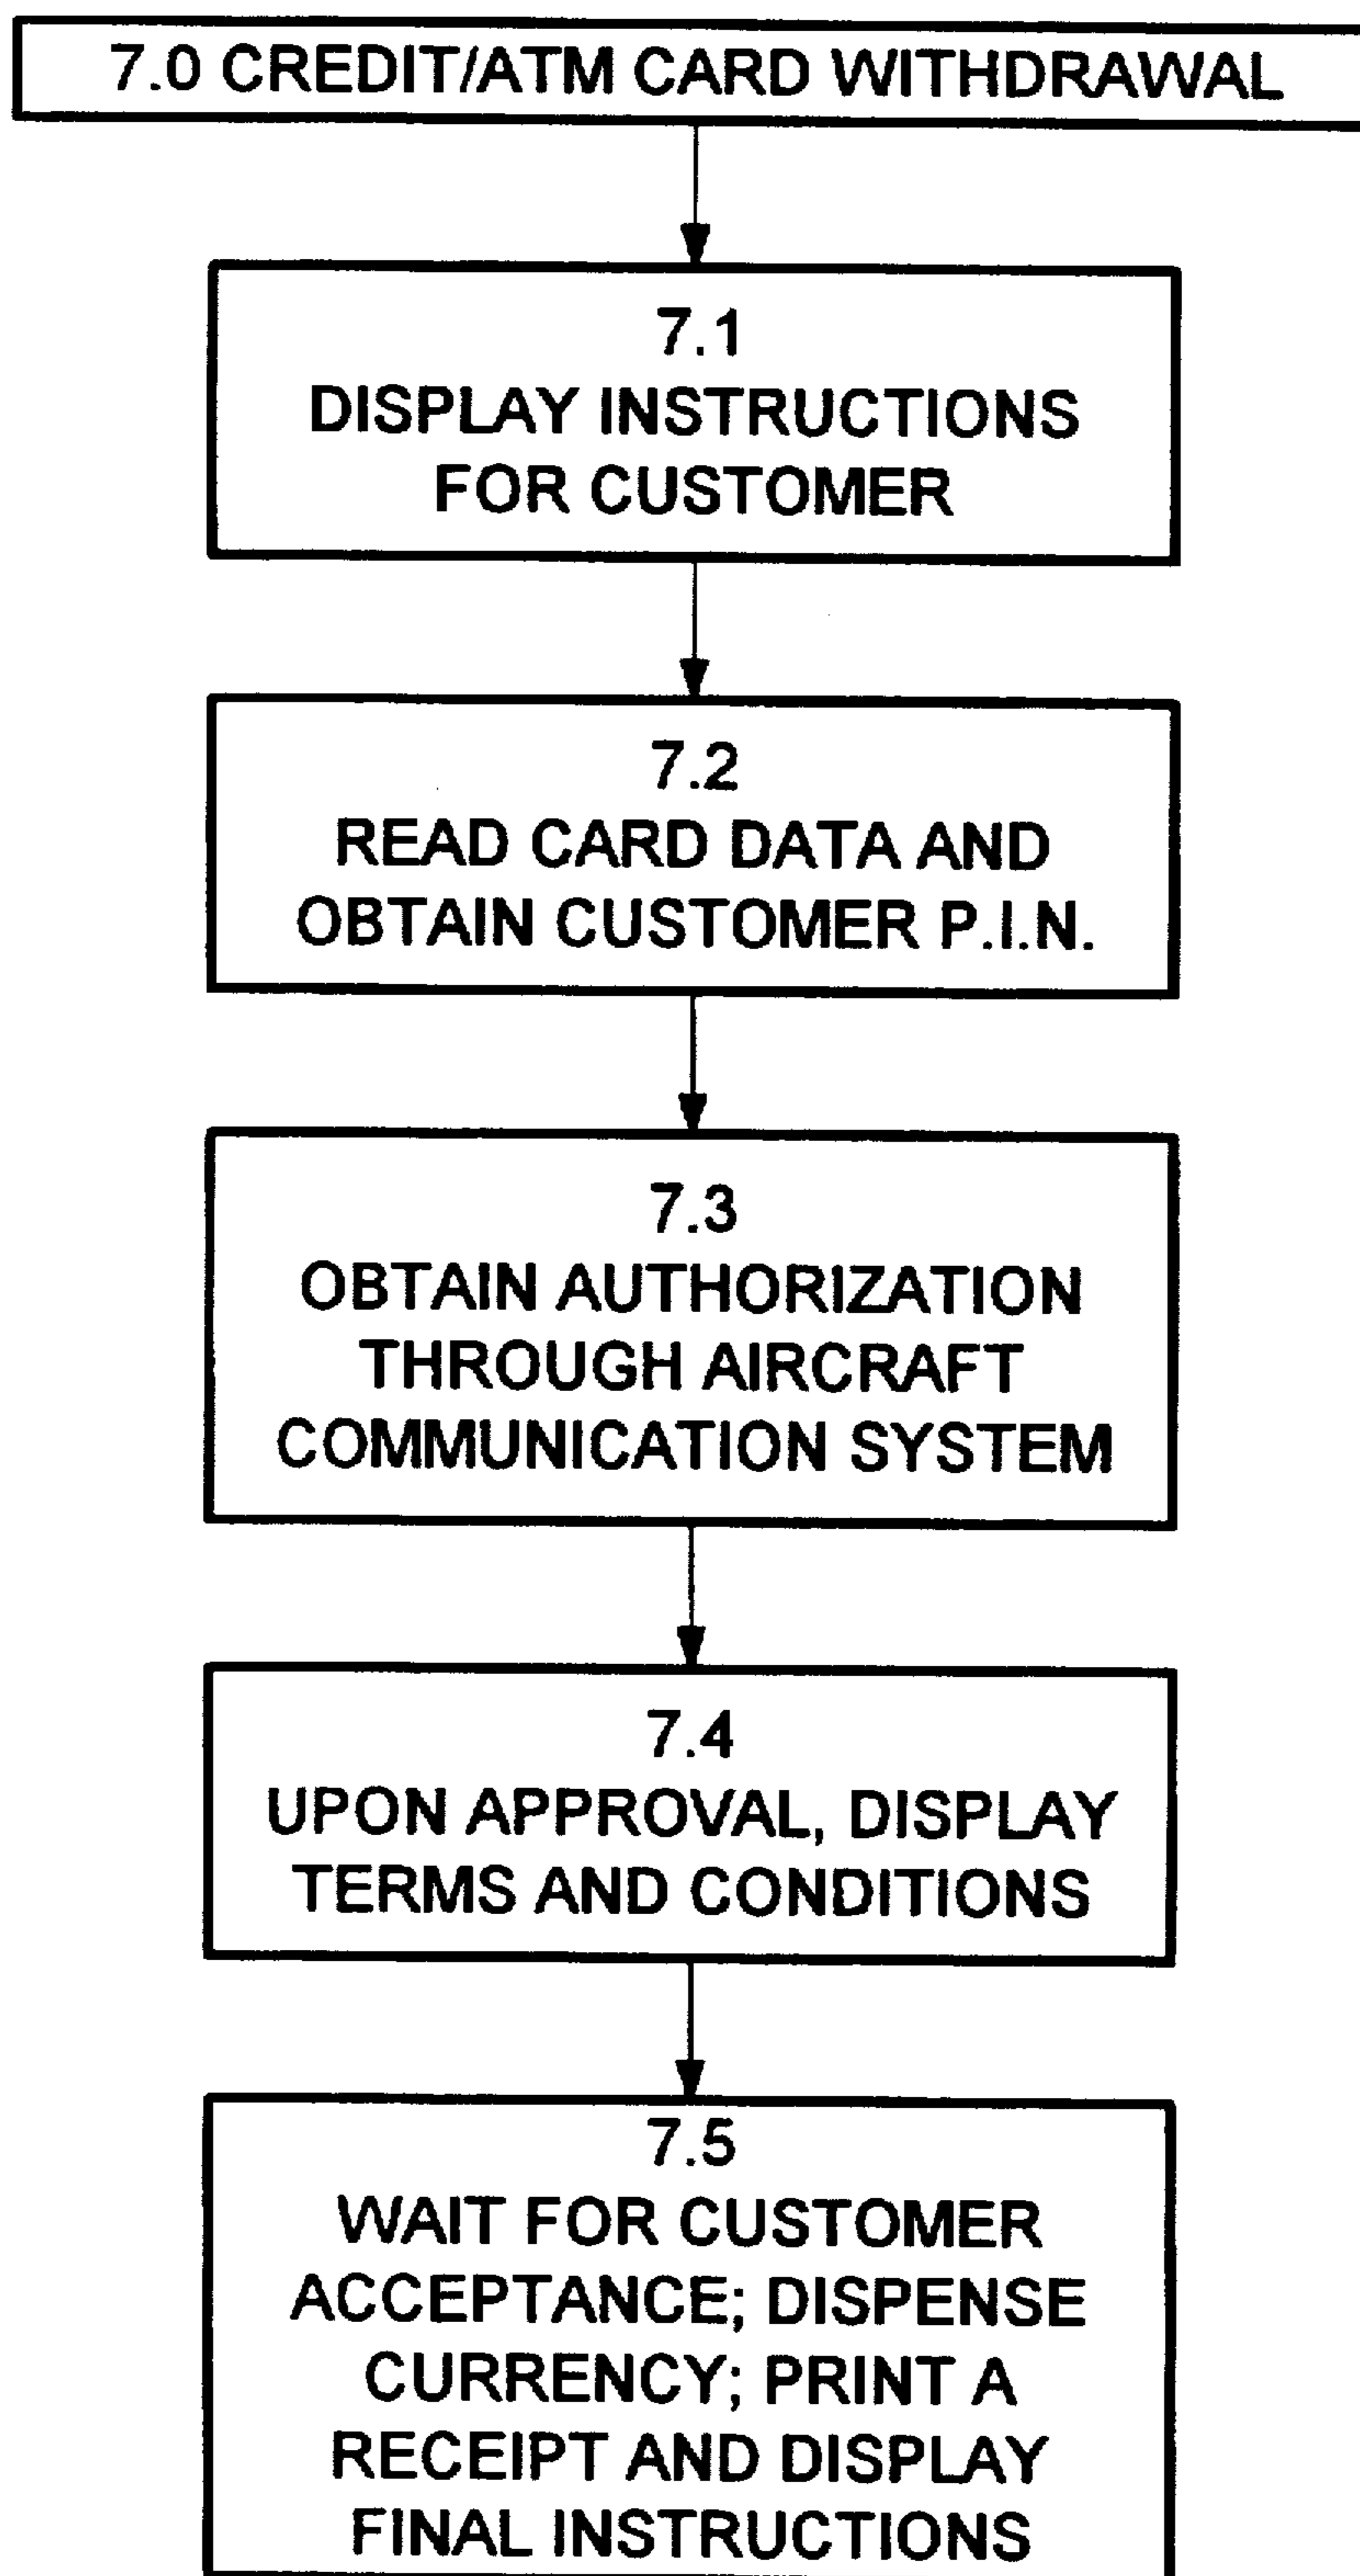 7.0 CREDIT/ATM CARD WITHDRAWAL
7.1
DISPLAY INSTRUCTIONS
FOR CUSTOMER
7.2
READ CARD DATA AND
OBTAIN CUSTOMER P.I.N.
7.3
OBTAIN AUTHORIZATION
THROUGH AIRCRAFT
COMMUNICATION SYSTEM
7.4
UPON APPROVAL, DISPLAY
TERMS AND CONDITIONS
7.5
WAIT FOR CUSTOMER
ACCEPTANCE; DISPENSE
CURRENCY; PRINT A
RECEIPT AND DISPLAY
FINAL INSTRUCTIONS